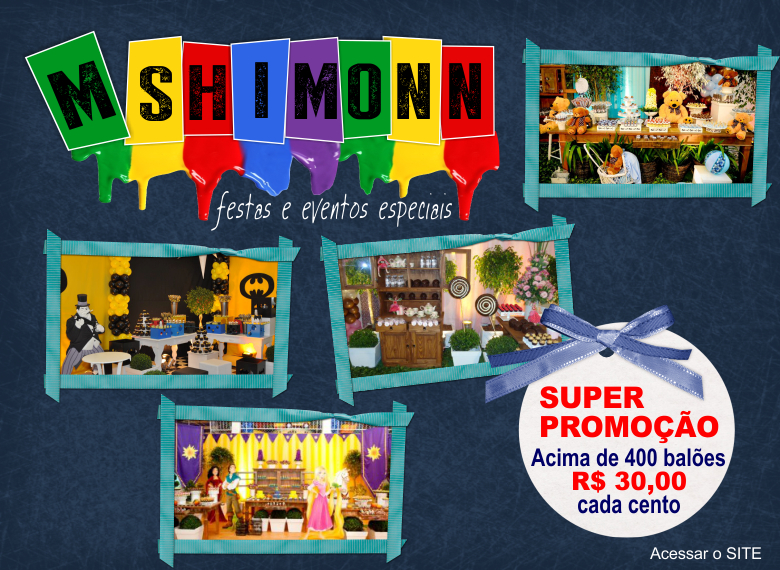 MSHIMONN
festas e eventos especiais
SUPER
PROMOÇÃO
Acima de 400 balões
R$ 30,00
cada cento
Acessar o SITE